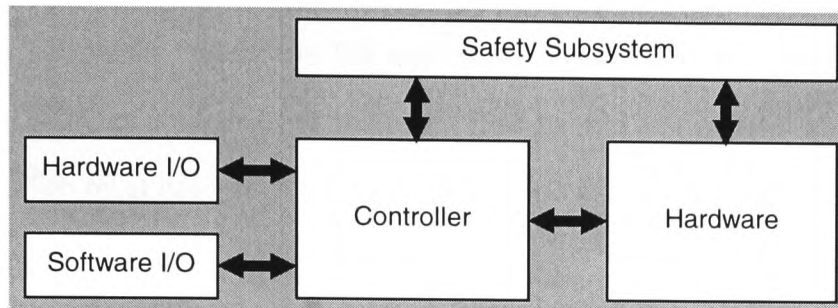 Safety Subsystem
Hardware I/O
Controller
Hardware
Software I/O